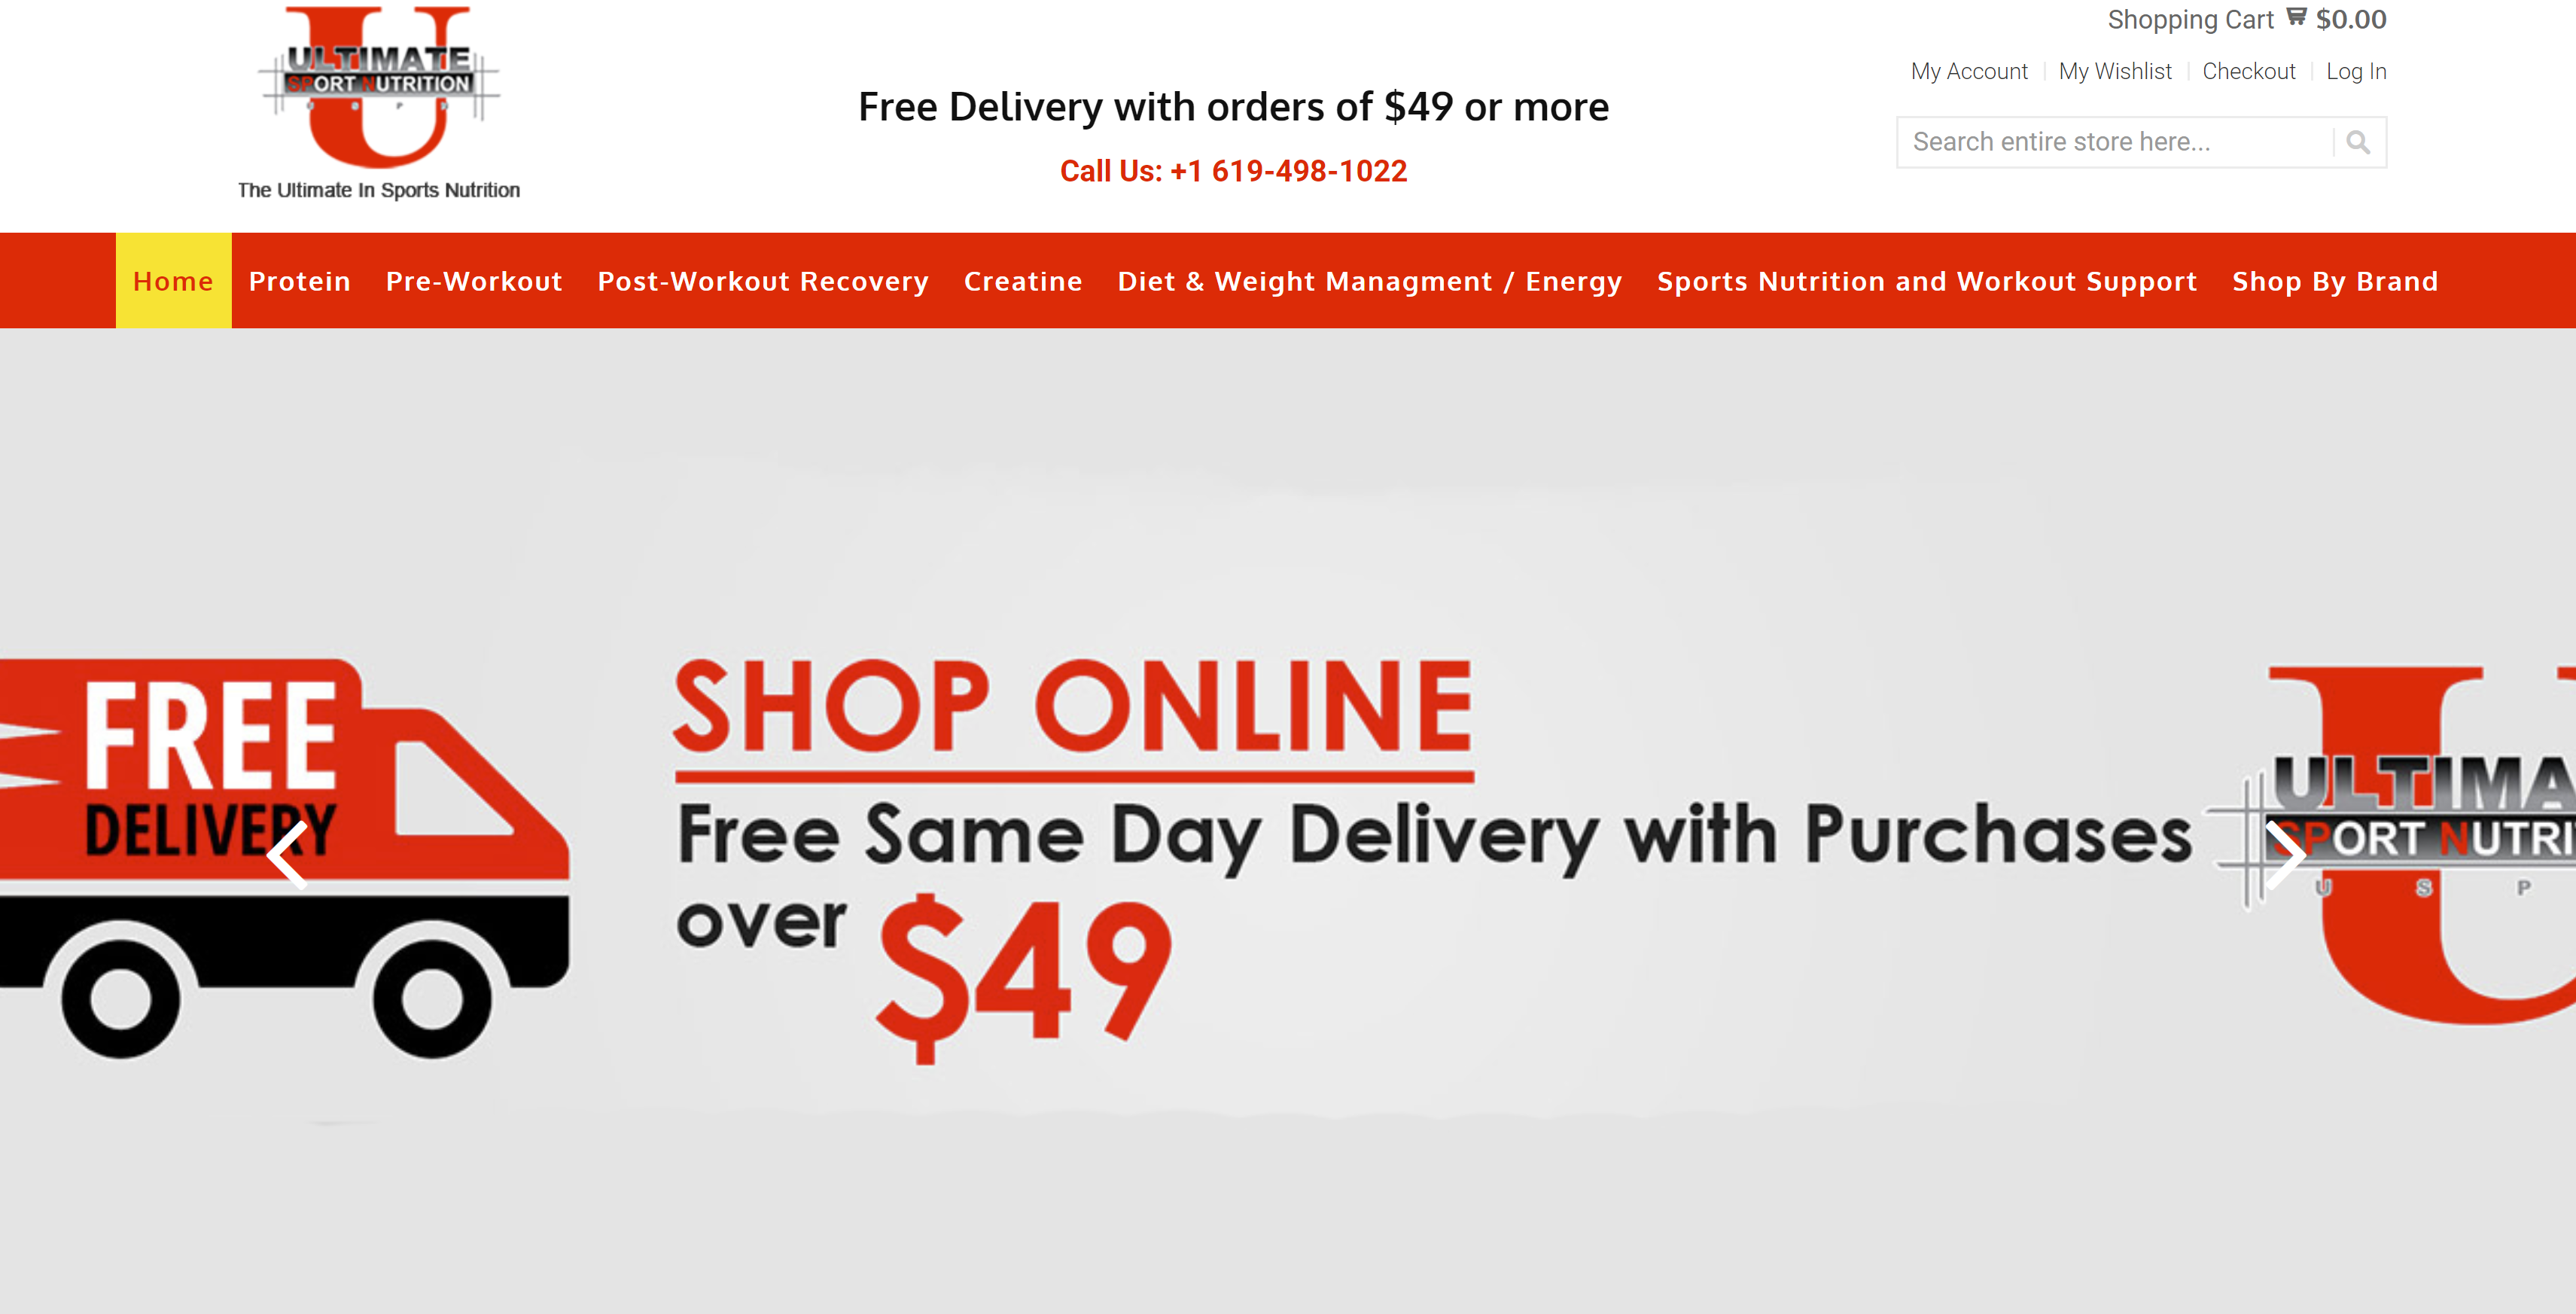 ULTIMATE
SPORT NUTRITION
U S P N
The Ultimate In Sports Nutrition
Free Delivery with orders of $49 or more
Call Us: +1 619-498-1022
Shopping Cart $0.00
My Account My Wishlist Checkout Log In
Search entire store here...
Home Protein Pre-Workout Post-Workout Recovery Creatine Diet & Weight Managment / Energy Sports Nutrition and Workout Support Shop By Brand
FREE
DELIVERY
SHOP ONLINE
Free Same Day Delivery with Purchases
over $49
U
ULTIMA
SPORT NUTRI
U S P